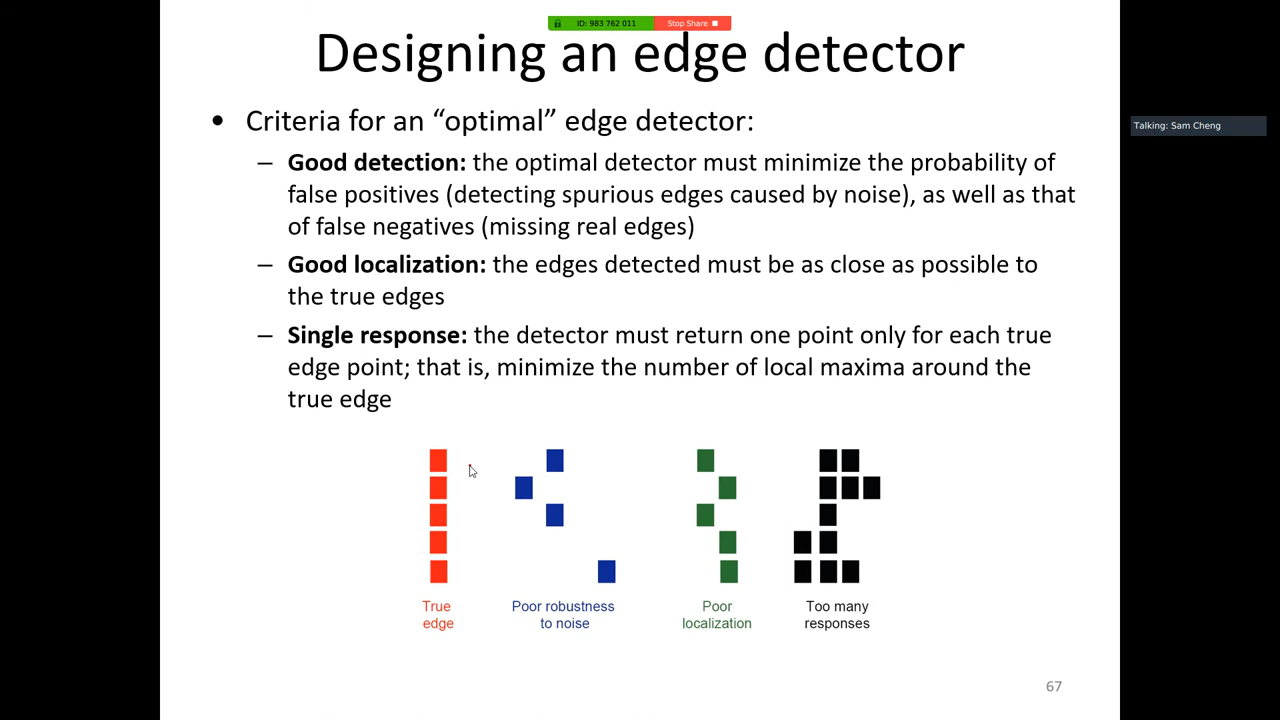 ID: 983 762 011
Stop Share
Designing an edge detector
Talking: Sam Cheng
• Criteria for an “optimal” edge detector:
– Good detection: the optimal detector must minimize the probability of
false positives (detecting spurious edges caused by noise), as well as that
of false negatives (missing real edges)
– Good localization: the edges detected must be as close as possible to
the true edges
– Single response: the detector must return one point only for each true
edge point; that is, minimize the number of local maxima around the
true edge
True
edge
Poor robustness
to noise
Poor
localization
Too many
responses
67